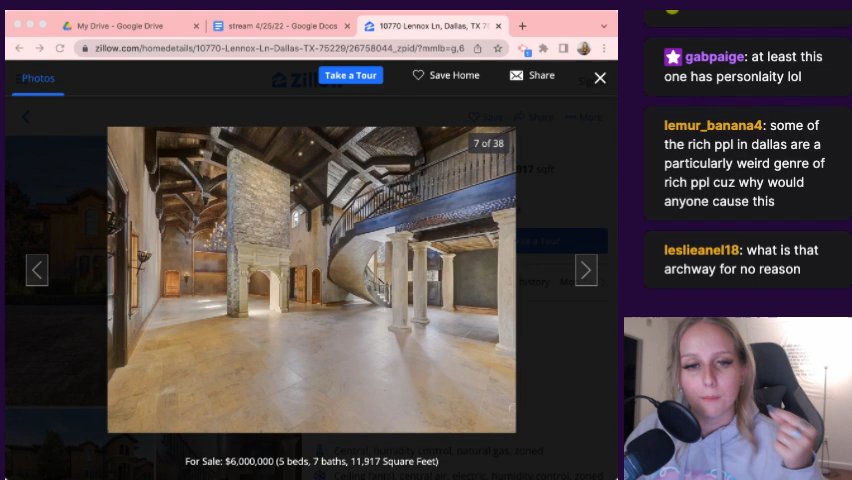 My Drive - Google Drive
stream 4/25/22 - Google Docs
10770 Lennox Ln, Dallas, TX 7
zillow.com/homedetails/10770-Lennox-Ln-Dallas-TX-75229/26758044_zpid/?mmlb=g,6
Photos
Zillow
Take a Tour
Save Home
Share
7 of 38
For Sale: $6,000,000 (5 beds, 7 baths, 11,917 Square Feet)
gabpaige: at least this
one has personlaity lol
lemur_banana4: some of
the rich ppl in dallas are a
particularly weird genre of
rich ppl cuz why would
anyone cause this
leslieanel18: what is that
archway for no reason